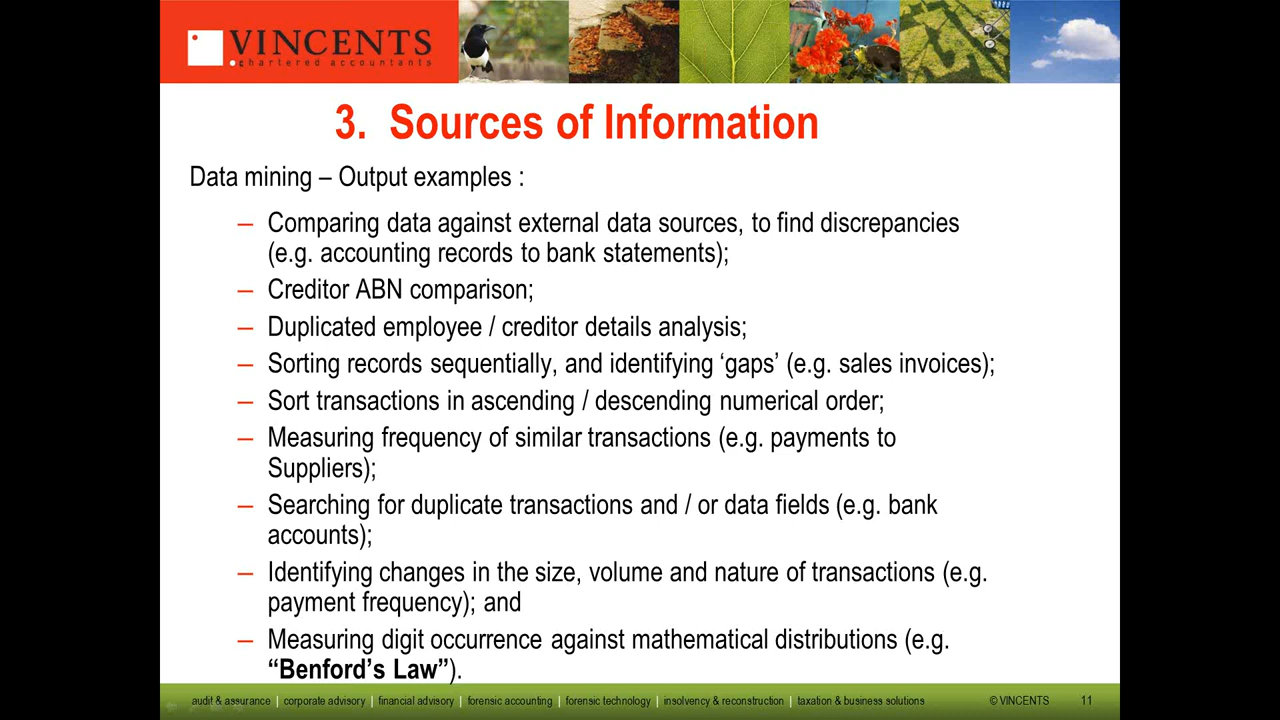 VINCENTS
chartered accountants
3. Sources of Information
Data mining – Output examples :
– Comparing data against external data sources, to find discrepancies
(e.g. accounting records to bank statements);
– Creditor ABN comparison;
– Duplicated employee / creditor details analysis;
– Sorting records sequentially, and identifying ‘gaps’ (e.g. sales invoices);
– Sort transactions in ascending / descending numerical order;
– Measuring frequency of similar transactions (e.g. payments to
Suppliers);
– Searching for duplicate transactions and / or data fields (e.g. bank
accounts);
– Identifying changes in the size, volume and nature of transactions (e.g.
payment frequency); and
– Measuring digit occurrence against mathematical distributions (e.g.
“Benford’s Law”).
audit & assurance | corporate advisory | financial advisory | forensic accounting | forensic technology | insolvency & reconstruction | taxation & business solutions © VINCENTS 11